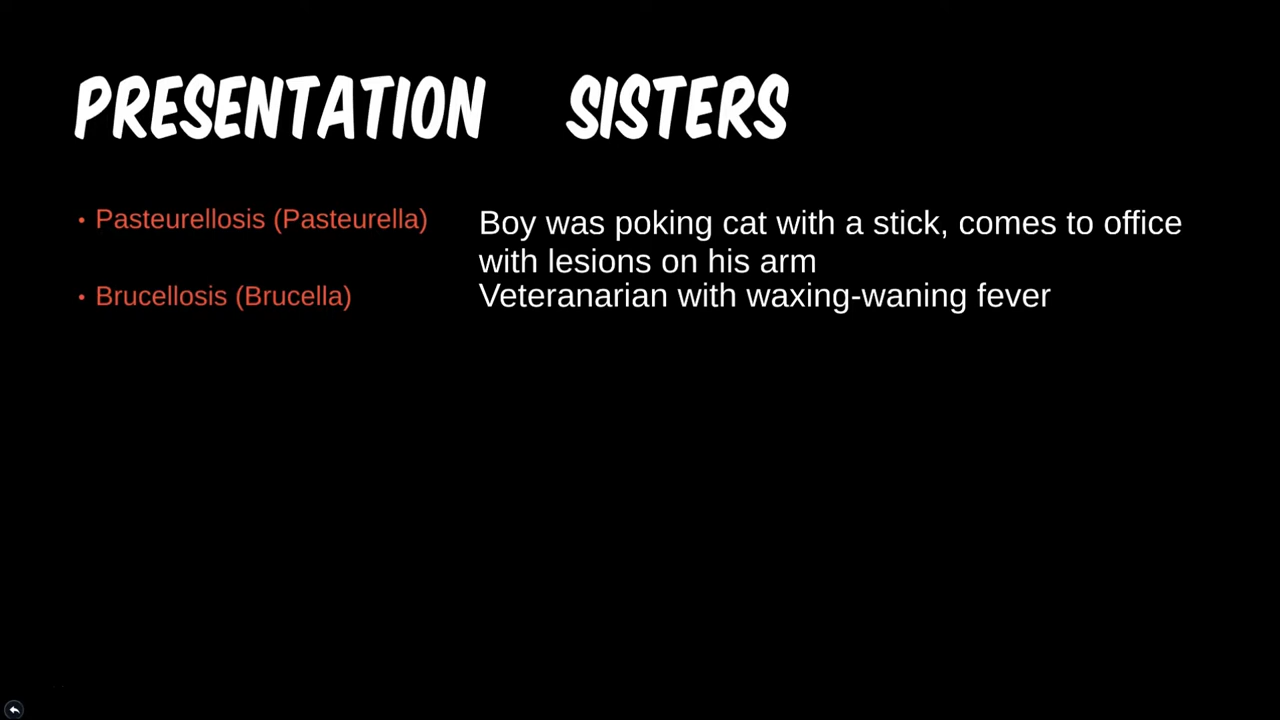 PRESENTATION SISTERS
• Pasteurellosis (Pasteurella)
Boy was poking cat with a stick, comes to office
with lesions on his arm
• Brucellosis (Brucella)
Veteranarian with waxing-waning fever